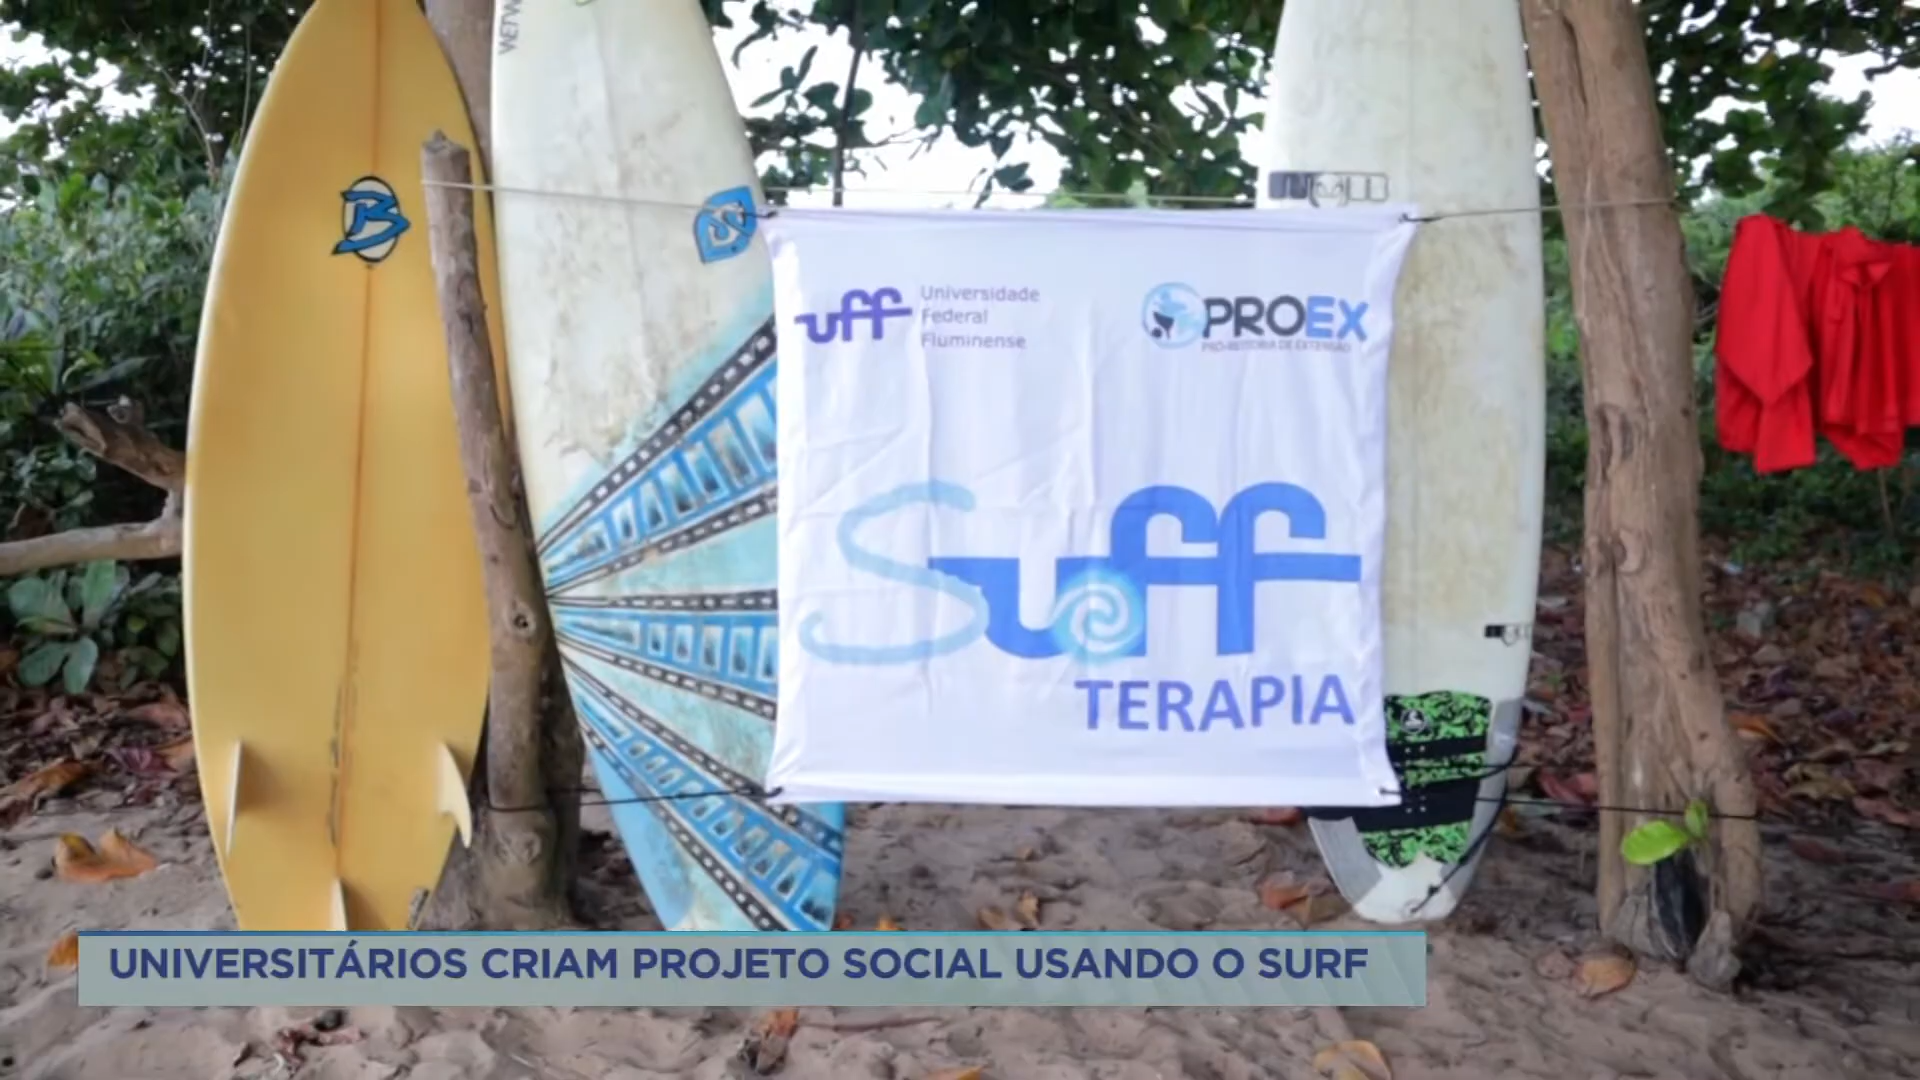 B
uff
Universidade
Federal
Fluminense
PROEX
PRÓ-REITORIA DE EXTENSÃO
Suff
TERAPIA
UNIVERSITÁRIOS CRIAM PROJETO SOCIAL USANDO O SURF